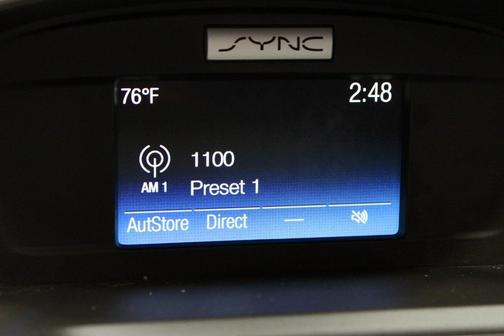 SYNC
76°F 2:48
1100
AM 1 Preset 1
AutStore Direct —